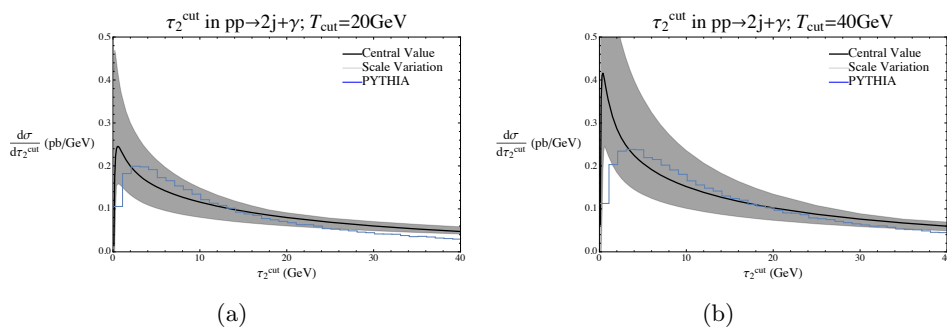 τ₂ᶜᵘᵗ in pp→2j+γ; T_cut=20GeV
0.5
0.4
0.3
0.2
0.1
0.0
dσ/dτ₂ᶜᵘᵗ (pb/GeV)
Central Value
Scale Variation
PYTHIA
0 10 20 30 40
τ₂ᶜᵘᵗ (GeV)
(a)
τ₂ᶜᵘᵗ in pp→2j+γ; T_cut=40GeV
0.5
0.4
0.3
0.2
0.1
0.0
dσ/dτ₂ᶜᵘᵗ (pb/GeV)
Central Value
Scale Variation
PYTHIA
0 10 20 30 40
τ₂ᶜᵘᵗ (GeV)
(b)